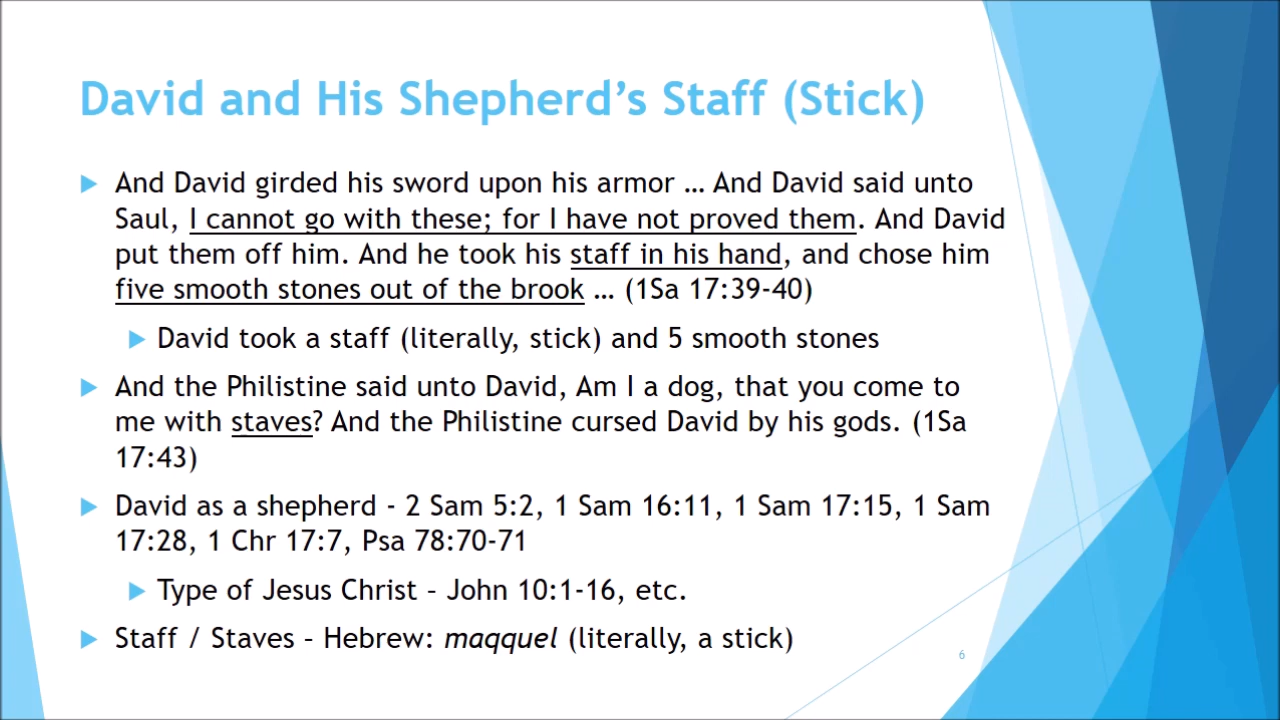 David and His Shepherd’s Staff (Stick)
And David girded his sword upon his armor … And David said unto
Saul, I cannot go with these; for I have not proved them. And David
put them off him. And he took his staff in his hand, and chose him
five smooth stones out of the brook … (1Sa 17:39-40)
David took a staff (literally, stick) and 5 smooth stones
And the Philistine said unto David, Am I a dog, that you come to
me with staves? And the Philistine cursed David by his gods. (1Sa
17:43)
David as a shepherd - 2 Sam 5:2, 1 Sam 16:11, 1 Sam 17:15, 1 Sam
17:28, 1 Chr 17:7, Psa 78:70-71
Type of Jesus Christ – John 10:1-16, etc.
Staff / Staves – Hebrew: maqquel (literally, a stick)
6